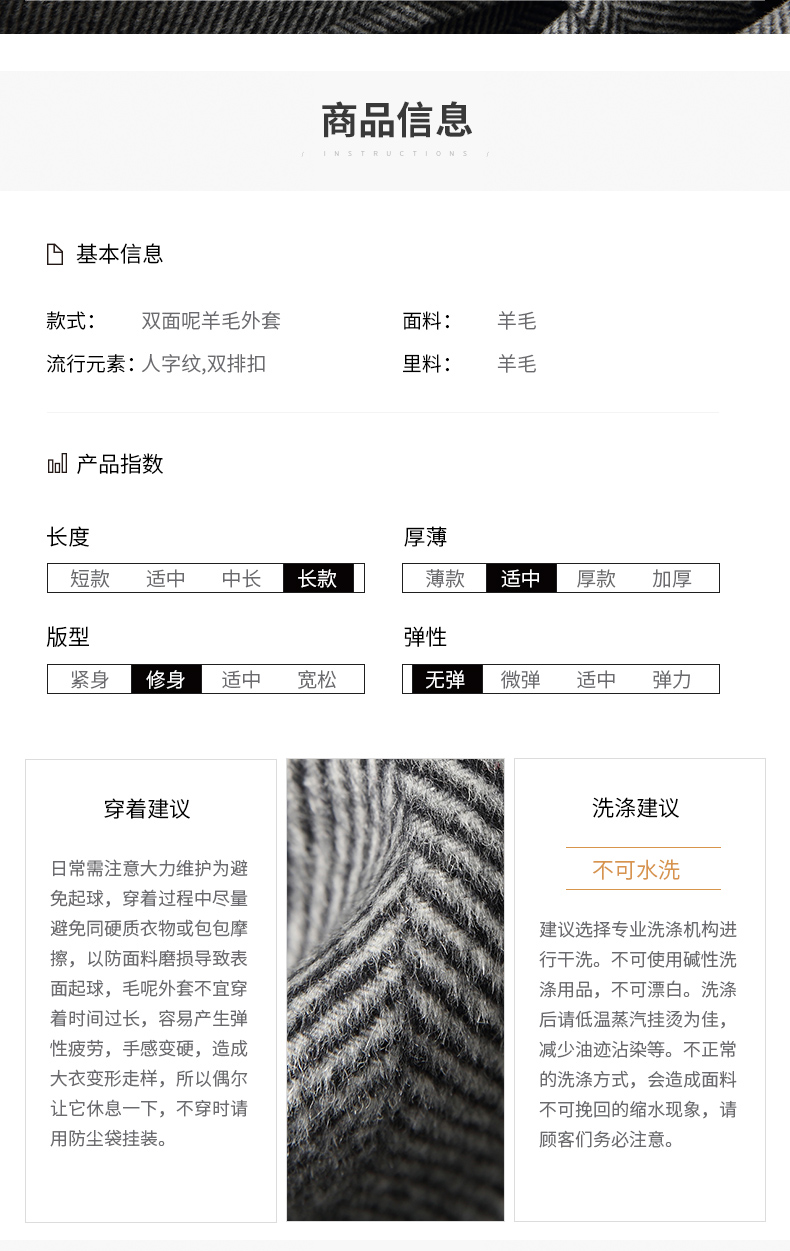 商品信息
/ INSTRUCTIONS /
基本信息
款式： 双面呢羊毛外套 面料： 羊毛
流行元素：人字纹,双排扣 里料： 羊毛
产品指数
长度 厚薄
短款 适中 中长 长款 薄款 适中 厚款 加厚
版型 弹性
紧身 修身 适中 宽松 无弹 微弹 适中 弹力
穿着建议
日常需注意大力维护为避
免起球，穿着过程中尽量
避免同硬质衣物或包包摩
擦，以防面料磨损导致表
面起球，毛呢外套不宜穿
着时间过长，容易产生弹
性疲劳，手感变硬，造成
大衣变形走样，所以偶尔
让它休息一下，不穿时请
用防尘袋挂装。
洗涤建议
不可水洗
建议选择专业洗涤机构进
行干洗。不可使用碱性洗
涤用品，不可漂白。洗涤
后请低温蒸汽挂烫为佳，
减少油迹沾染等。不正常
的洗涤方式，会造成面料
不可挽回的缩水现象，请
顾客们务必注意。